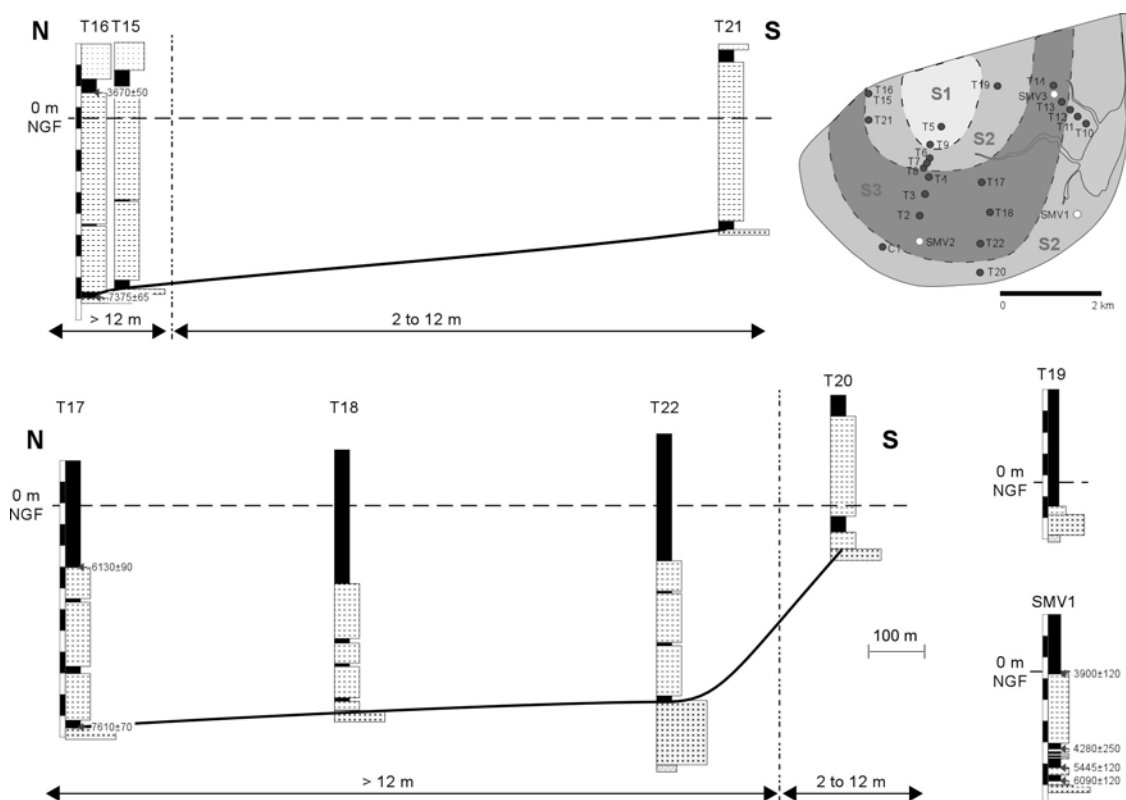 N
T16 T15
T21
S
3670±50
0 m
NGF
7375±65
> 12 m
2 to 12 m
T16
T15
T21
S1
T19
T14
SMV3
T13
T12
T11
T10
T5
T9
S2
T6
T7
T8
T4
T17
S3
T3
T2
T18
SMV1
SMV2
C1
T22
S2
T20
0
2 km
T17
T18
T22
T20
N
S
0 m
NGF
6130±90
7610±70
100 m
> 12 m
2 to 12 m
T19
0 m
NGF
SMV1
0 m
NGF
3900±120
4280±250
5445±120
6090±120